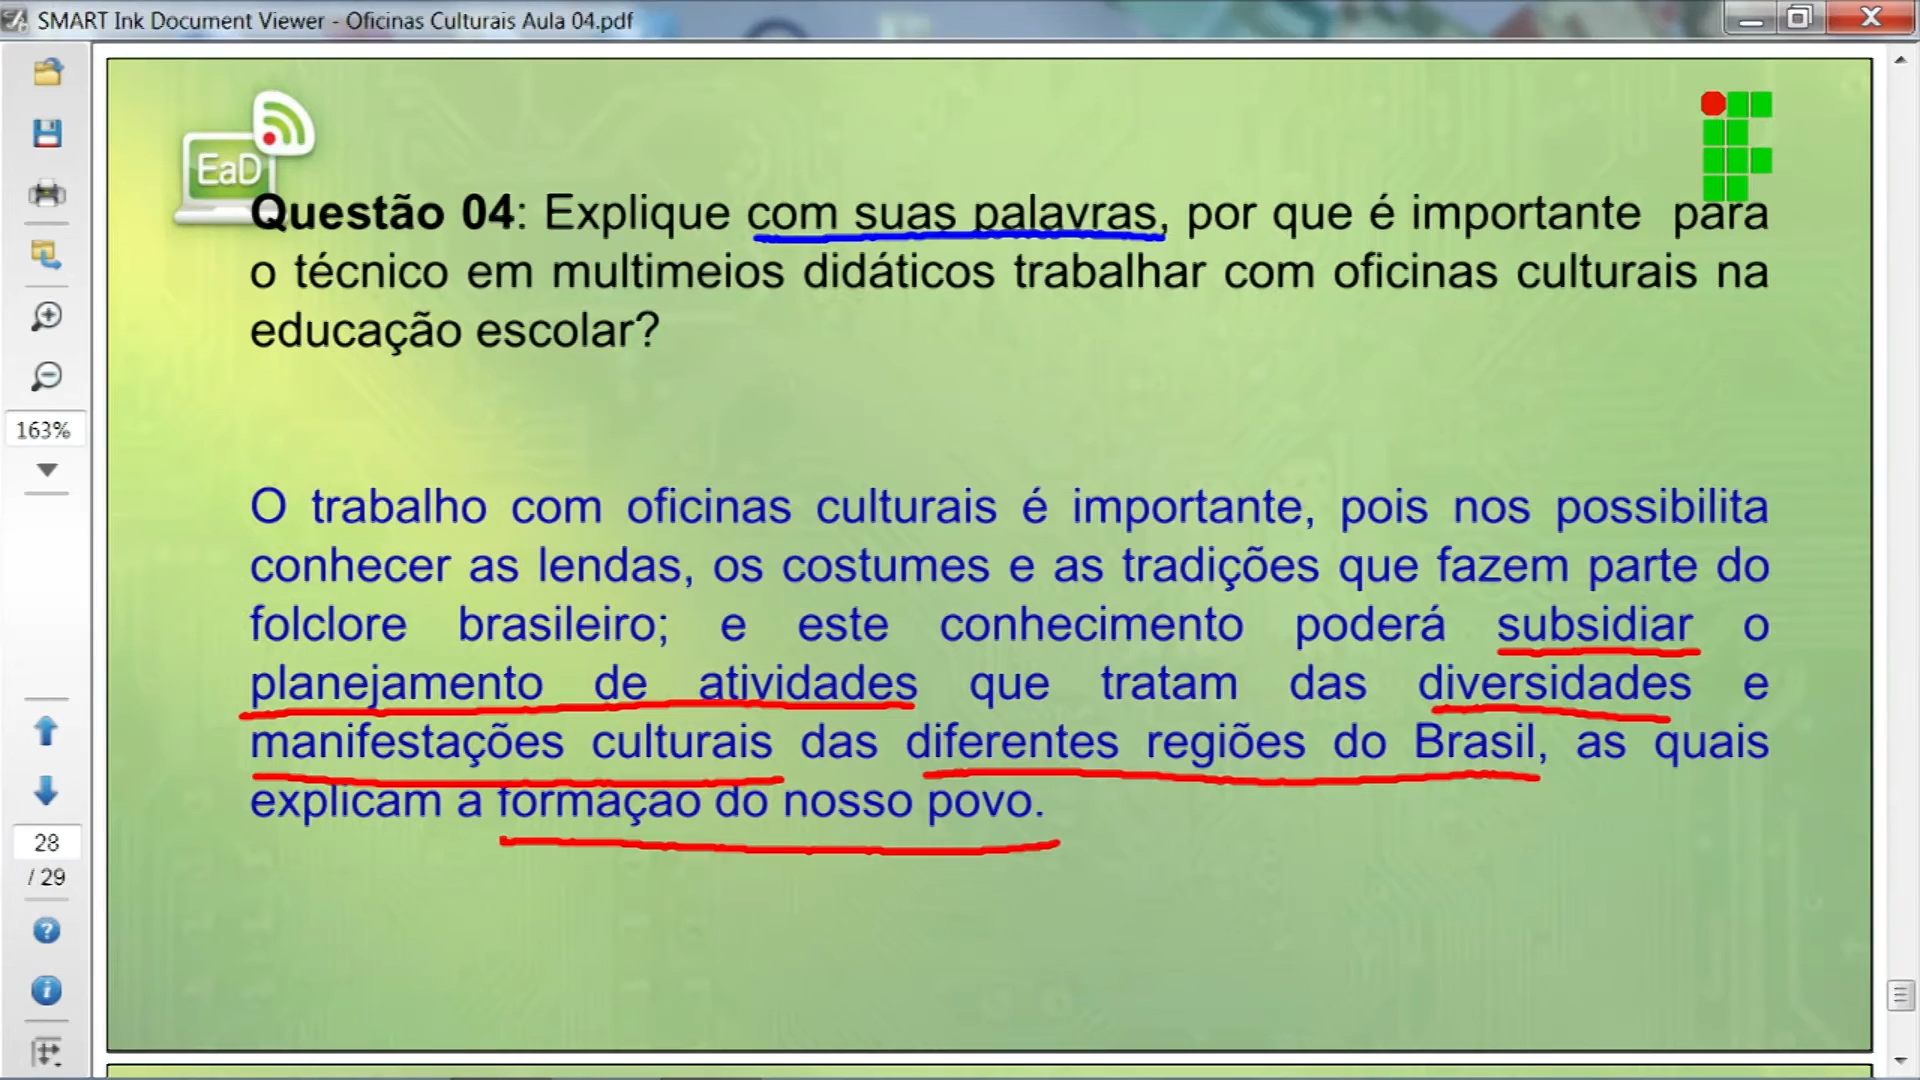 SMART Ink Document Viewer - Oficinas Culturais Aula 04.pdf
EaD
Questão 04: Explique com suas palavras, por que é importante para
o técnico em multimeios didáticos trabalhar com oficinas culturais na
educação escolar?
163%
O trabalho com oficinas culturais é importante, pois nos possibilita
conhecer as lendas, os costumes e as tradições que fazem parte do
folclore brasileiro; e este conhecimento poderá subsidiar o
planejamento de atividades que tratam das diversidades e
manifestações culturais das diferentes regiões do Brasil, as quais
explicam a formação do nosso povo.
28
/ 29